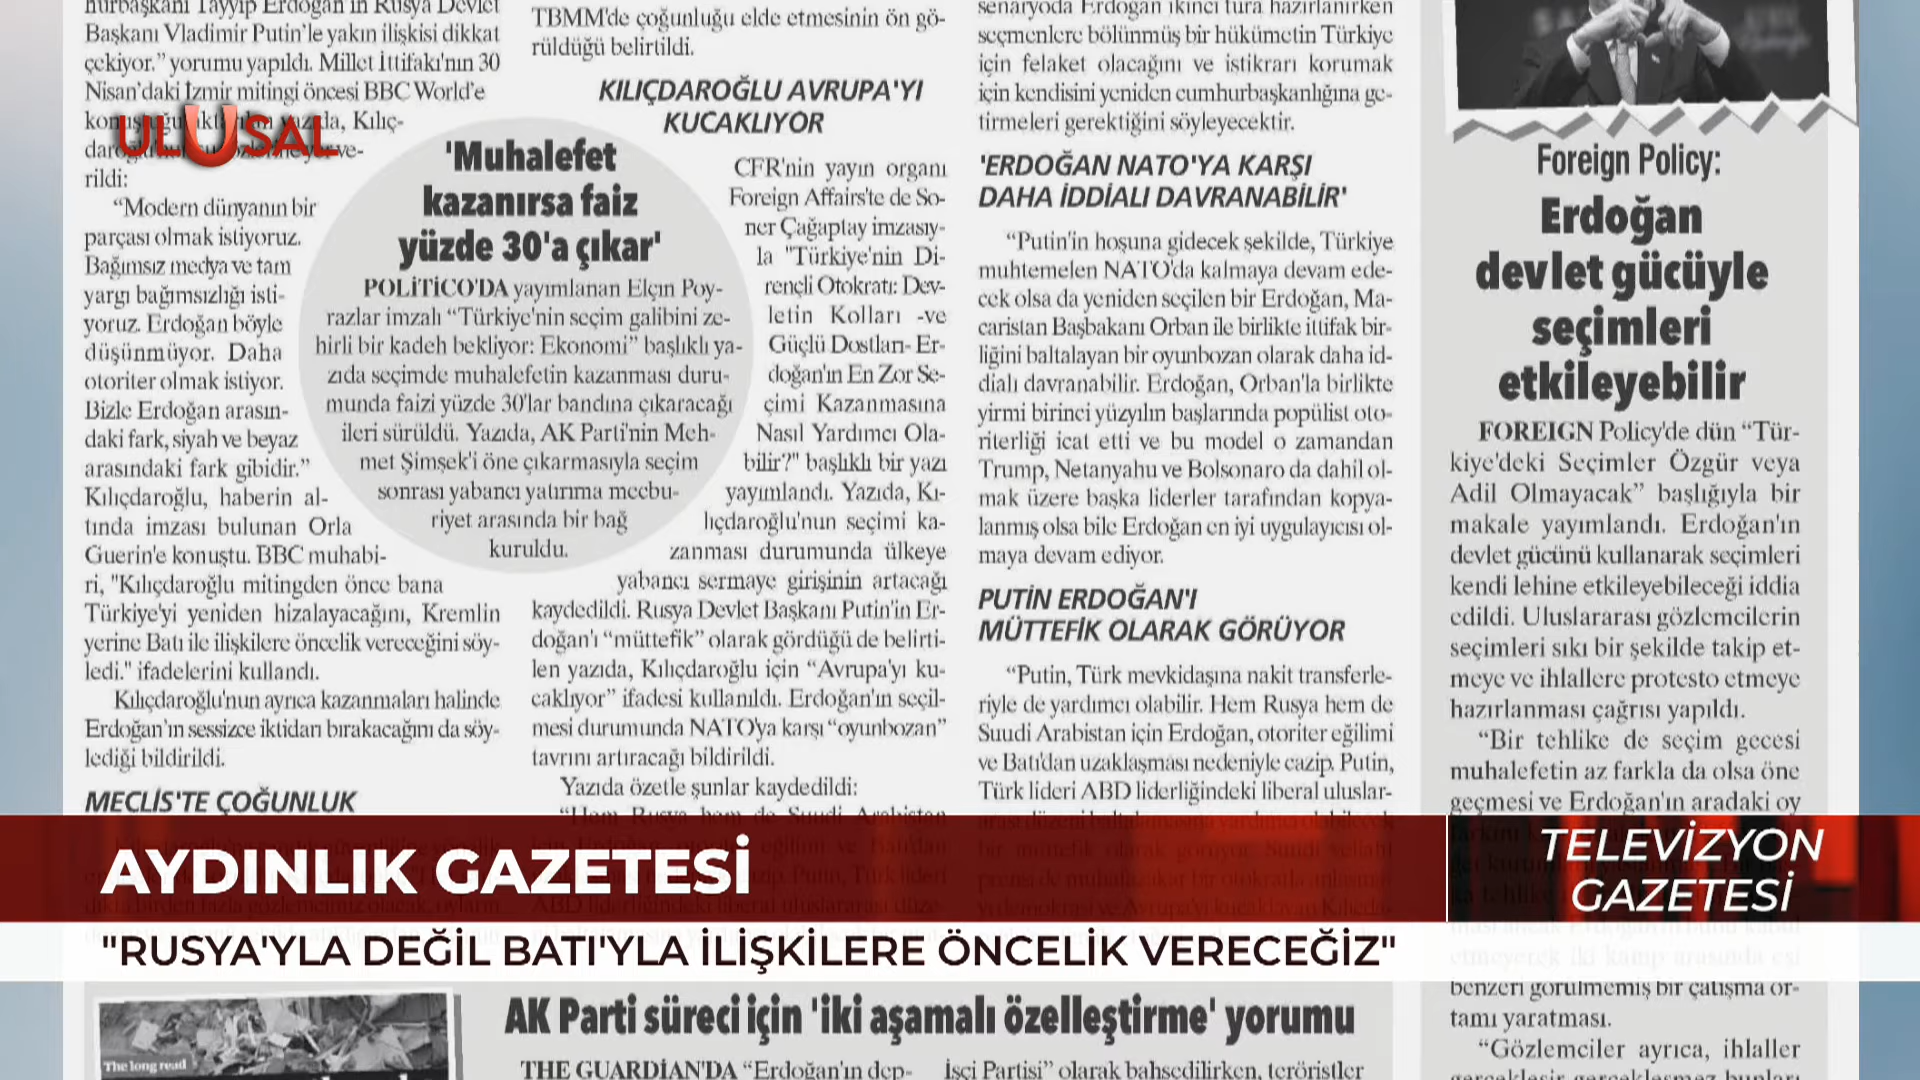 hurbaşkanı Tayyip Erdoğan'ın Rusya Devlet
Başkanı Vladimir Putin'le yakın ilişkisi dikkat
çekiyor." yorumu yapıldı. Millet İttifakı'nın 30
Nisan'daki İzmir mitingi öncesi BBC World'e
rildi:
"Modern dünyanın bir
parçası olmak istiyoruz.
Bağımsız medya ve tam
yargı bağımsızlığı isti-
yoruz. Erdoğan böyle
düşünmüyor. Daha
otoriter olmak istiyor.
Bizle Erdoğan arasın-
daki fark, siyah ve beyaz
arasındaki fark gibidir."
Kılıçdaroğlu, haberin al-
tında imzası bulunan Orla
Guerin'e konuştu. BBC muhabi-
ri, "Kılıçdaroğlu mitingden önce bana
Türkiye'yi yeniden hizalayacağını, Kremlin
yerine Batı ile ilişkilere öncelik vereceğini söy-
ledi." ifadelerini kullandı.
Kılıçdaroğlu'nun ayrıca kazanmaları halinde
Erdoğan'ın sessizce iktidarı bırakacağını da söy-
lediği bildirildi.
MECLİS'TE ÇOĞUNLUK
ULUSAL
'Muhalefet
kazanırsa faiz
yüzde 30'a çıkar'
POLİTİCO'DA yayımlanan Elçin Poy-
razlar imzalı "Türkiye'nin seçim galibini ze-
hirli bir kadeh bekliyor: Ekonomi" başlıklı ya-
zıda seçimde muhalefetin kazanması duru-
munda faizi yüzde 30'lar bandına çıkaracağı
ileri sürüldü. Yazıda, AK Parti'nin Meh-
met Şimşek'i öne çıkarmasıyla seçim
sonrası yabancı yatırıma mecbu-
riyet arasında bir bağ
kuruldu.
TBMM'de çoğunluğu elde etmesinin ön gö-
rüldüğü belirtildi.
KILIÇDAROĞLU AVRUPA'YI
KUCAKLIYOR
CFR'nin yayın organı
Foreign Affairs'te de So-
ner Çağaptay imzasıy-
la "Türkiye'nin Di-
rençli Otokratı: Dev-
letin Kolları -ve
Güçlü Dostları- Er-
doğan'ın En Zor Se-
çimi Kazanmasına
Nasıl Yardımcı Ola-
bilir?" başlıklı bir yazı
yayımlandı. Yazıda, Kı-
lıçdaroğlu'nun seçimi ka-
zanması durumunda ülkeye
yabancı sermaye girişinin artacağı
kaydedildi. Rusya Devlet Başkanı Putin'in Er-
doğan'ı "müttefik" olarak gördüğü de belirti-
len yazıda, Kılıçdaroğlu için "Avrupa'yı ku-
caklıyor" ifadesi kullanıldı. Erdoğan'ın seçil-
mesi durumunda NATO'ya karşı "oyunbozan"
tavrını artıracağı bildirildi.
Yazıda özetle şunlar kaydedildi:
"Hem Rusya hem de Suudi Arabistan
senaryoda Erdoğan ikinci tura hazırlanırken
seçmenlere bölünmüş bir hükümetin Türkiye
için felaket olacağını ve istikrarı korumak
için kendisini yeniden cumhurbaşkanlığına ge-
tirmeleri gerektiğini söyleyecektir.
'ERDOĞAN NATO'YA KARŞI
DAHA İDDİALI DAVRANABİLİR'
"Putin'in hoşuna gidecek şekilde, Türkiye
muhtemelen NATO'da kalmaya devam ede-
cek olsa da yeniden seçilen bir Erdoğan, Ma-
caristan Başbakanı Orban ile birlikte ittifak bir-
liğini baltalayan bir oyunbozan olarak daha id-
dialı davranabilir. Erdoğan, Orban'la birlikte
yirmi birinci yüzyılın başlarında popülist oto-
riterliği icat etti ve bu model o zamandan
Trump, Netanyahu ve Bolsonaro da dahil ol-
mak üzere başka liderler tarafından kopya-
lanmış olsa bile Erdoğan en iyi uygulayıcısı ol-
maya devam ediyor.
PUTİN ERDOĞAN'I
MÜTTEFİK OLARAK GÖRÜYOR
"Putin, Türk mevkidaşına nakit transferle-
riyle de yardımcı olabilir. Hem Rusya hem de
Suudi Arabistan için Erdoğan, otoriter eğilimi
ve Batı'dan uzaklaşması nedeniyle cazip. Putin,
Türk lideri ABD liderliğindeki liberal uluslar-
Foreign Policy:
Erdoğan
devlet gücüyle
seçimleri
etkileyebilir
FOREIGN Policy'de dün "Tür-
kiye'deki Seçimler Özgür veya
Adil Olmayacak" başlığıyla bir
makale yayımlandı. Erdoğan'ın
devlet gücünü kullanarak seçimleri
kendi lehine etkileyebileceği iddia
edildi. Uluslararası gözlemcilerin
seçimleri sıkı bir şekilde takip et-
meye ve ihlallere protesto etmeye
hazırlanması çağrısı yapıldı.
"Bir tehlike de seçim gecesi
muhalefetin az farkla da olsa öne
geçmesi ve Erdoğan'ın aradaki oy
benzeri görülmemiş bir çatışma or-
tamı yaratması.
"Gözlemciler ayrıca, ihlaller
AYDINLIK GAZETESİ
TELEVİZYON
GAZETESİ
"RUSYA'YLA DEĞİL BATI'YLA İLİŞKİLERE ÖNCELİK VERECEĞİZ"
The long read
AK Parti süreci için 'iki aşamalı özelleştirme' yorumu
THE GUARDİAN'DA "Erdoğan'ın dep-
İşçi Partisi" olarak bahsedilirken, teröristler